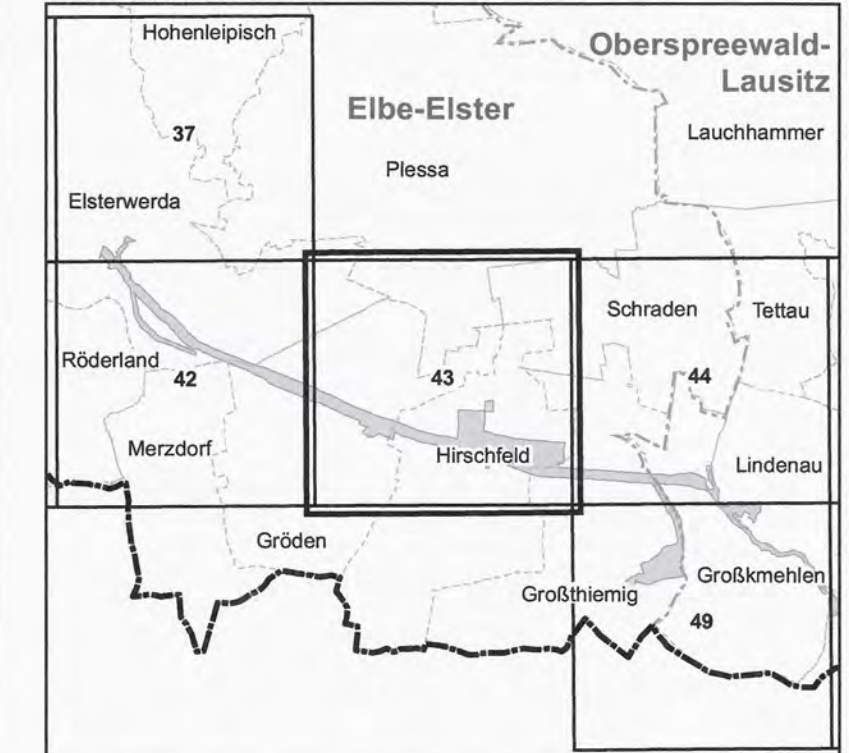 Hohenleipisch
Oberspreewald-
Lausitz
Elbe-Elster
37
Lauchhammer
Plessa
Elsterwerda
Schraden
Tettau
Röderland
42
43
44
Merzdorf
Hirschfeld
Lindenau
Gröden
Großthiemig
Großkmehlen
49